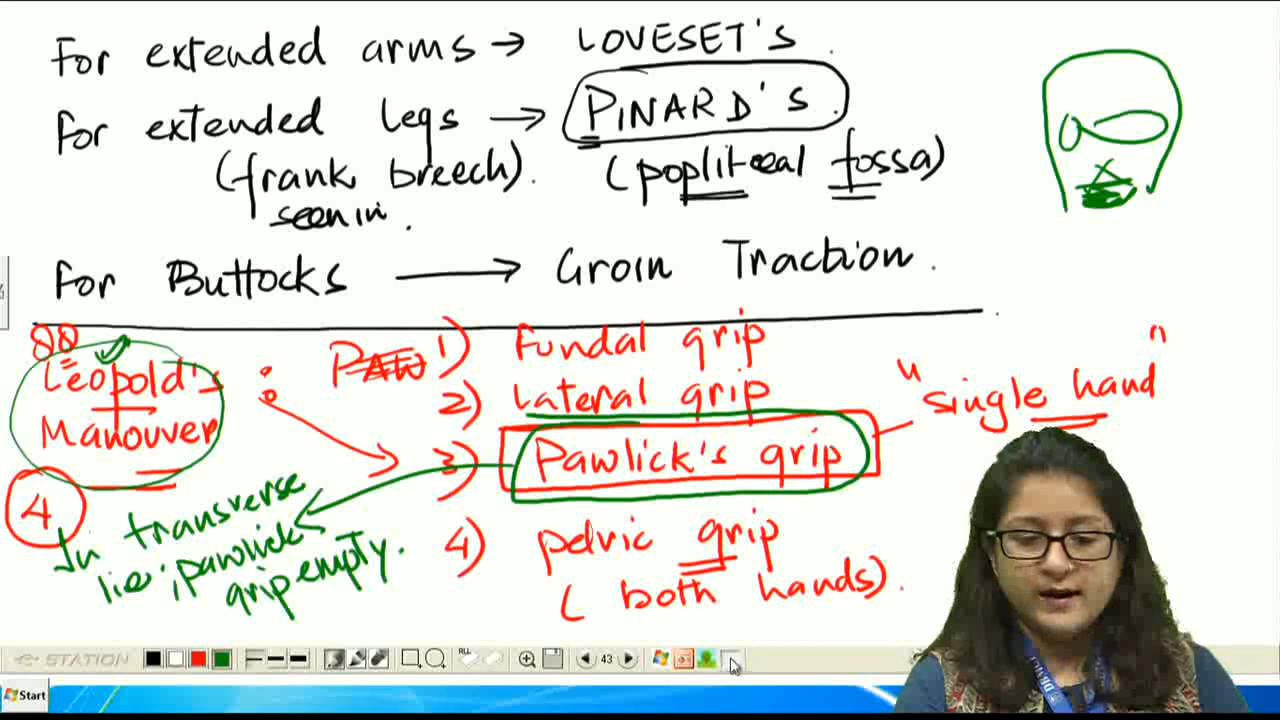 For extended arms → LOVESET'S
For extended legs → PINARD'S
(frank breech). (popliteal fossa)
seen in.
For Buttocks → Groin Traction.
Leopold's Manouver :
1) Fundal grip
2) Lateral grip
3) Pawlick's grip
"single hand"
4) pelvic grip
(both hands).
4
In transverse
lie ; pawlick's
grip empty.
STATION
43
Start